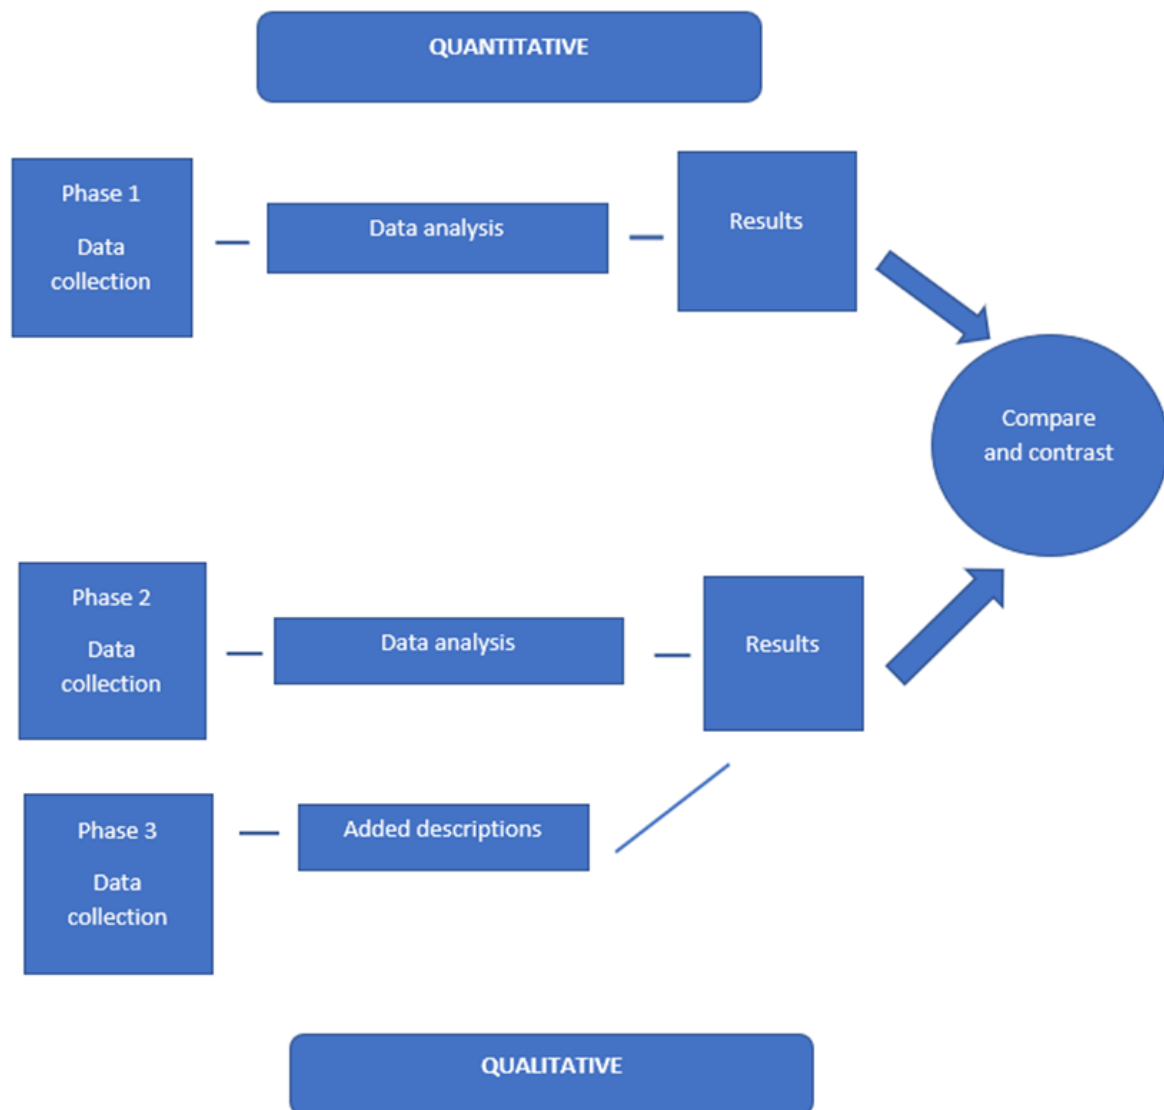 QUANTITATIVE
Phase 1
Data
collection
Data analysis
Results
Compare
and contrast
Phase 2
Data
collection
Data analysis
Results
Phase 3
Data
collection
Added descriptions
QUALITATIVE